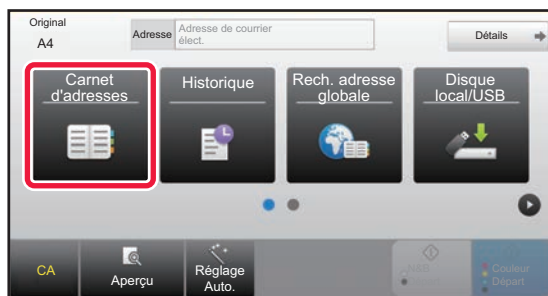 Original
A4
Adresse
Adresse de courrier
élect.
Détails
Carnet
d'adresses
Historique
Rech. adresse
globale
Disque
local/USB
CA
Aperçu
Réglage
Auto.
Couleur
Départ